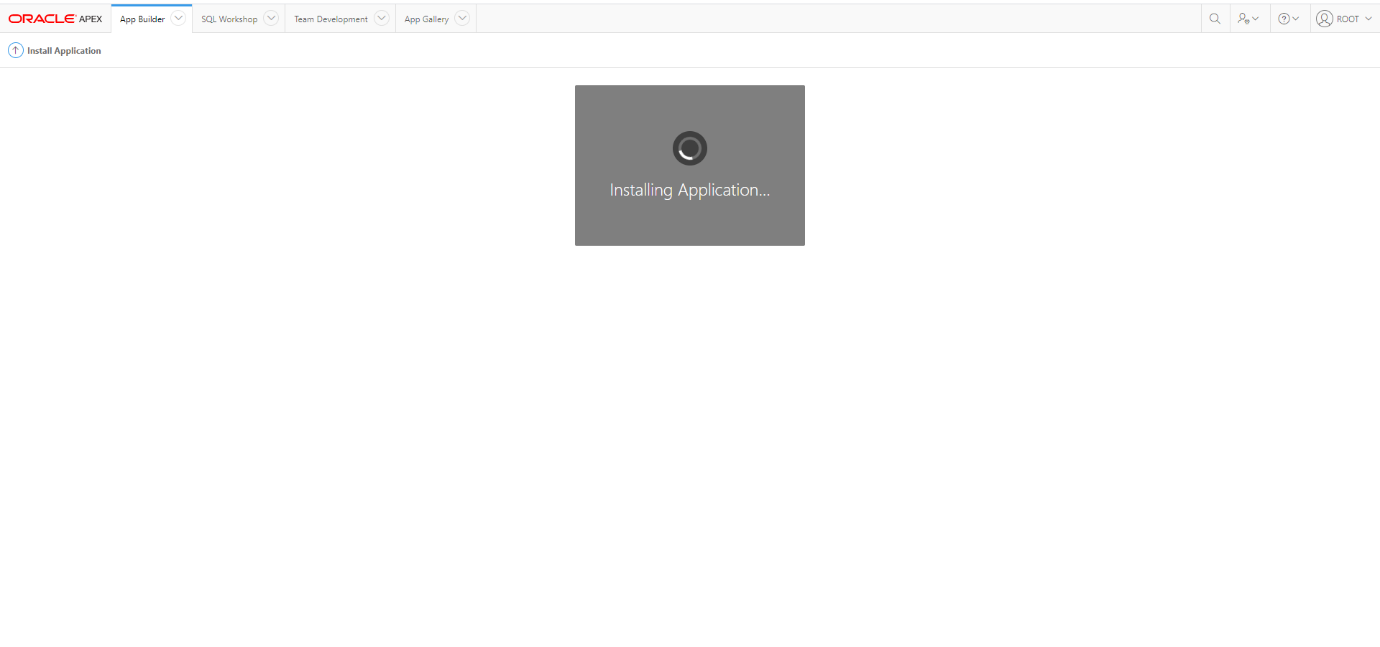 ORACLE APEX App Builder SQL Workshop Team Development App Gallery ROOT
Install Application
Installing Application...